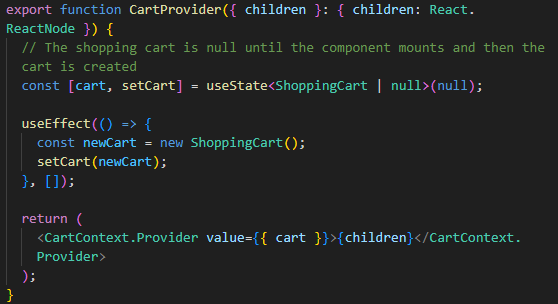 export function CartProvider({ children }: { children: React.
ReactNode }) {
// The shopping cart is null until the component mounts and then the
cart is created
const [cart, setCart] = useState<ShoppingCart | null>(null);
useEffect(() => {
const newCart = new ShoppingCart();
setCart(newCart);
}, []);
return (
<CartContext.Provider value={{ cart }}>{children}</CartContext.
Provider>
);
}